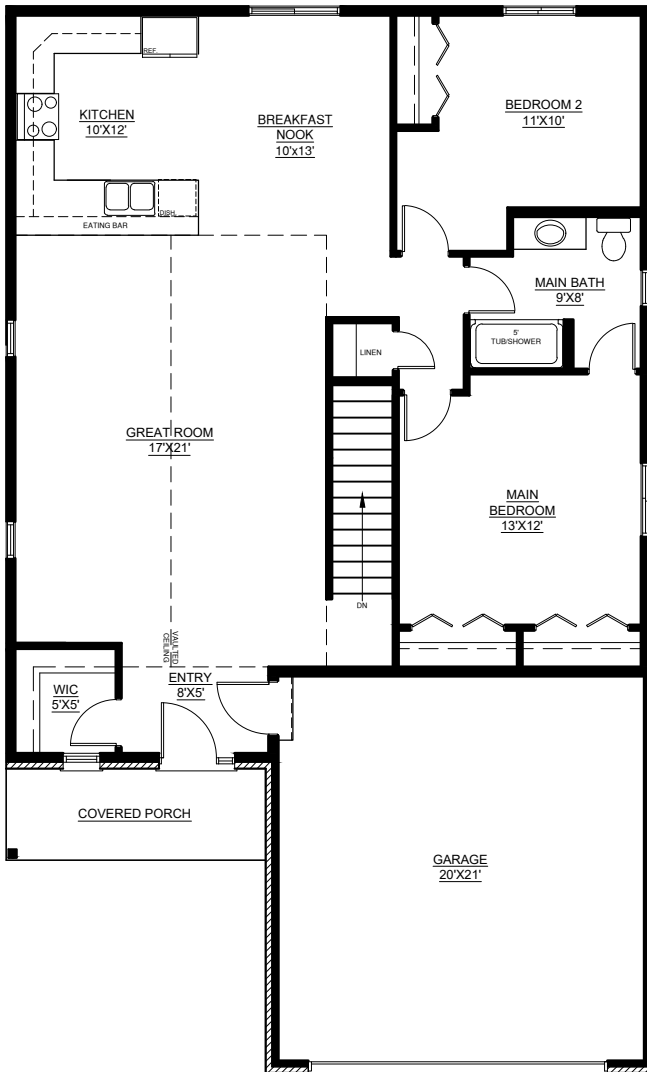 REF.
KITCHEN
10'X12'
BREAKFAST
NOOK
10'x13'
BEDROOM 2
11'X10'
DISH.
EATING BAR
MAIN BATH
9'X8'
5'
TUB/SHOWER
LINEN
GREAT ROOM
17'X21'
MAIN
BEDROOM
13'X12'
DN
VAULTED
CEILING
WIC
5'X5'
ENTRY
8'X5'
COVERED PORCH
GARAGE
20'X21'